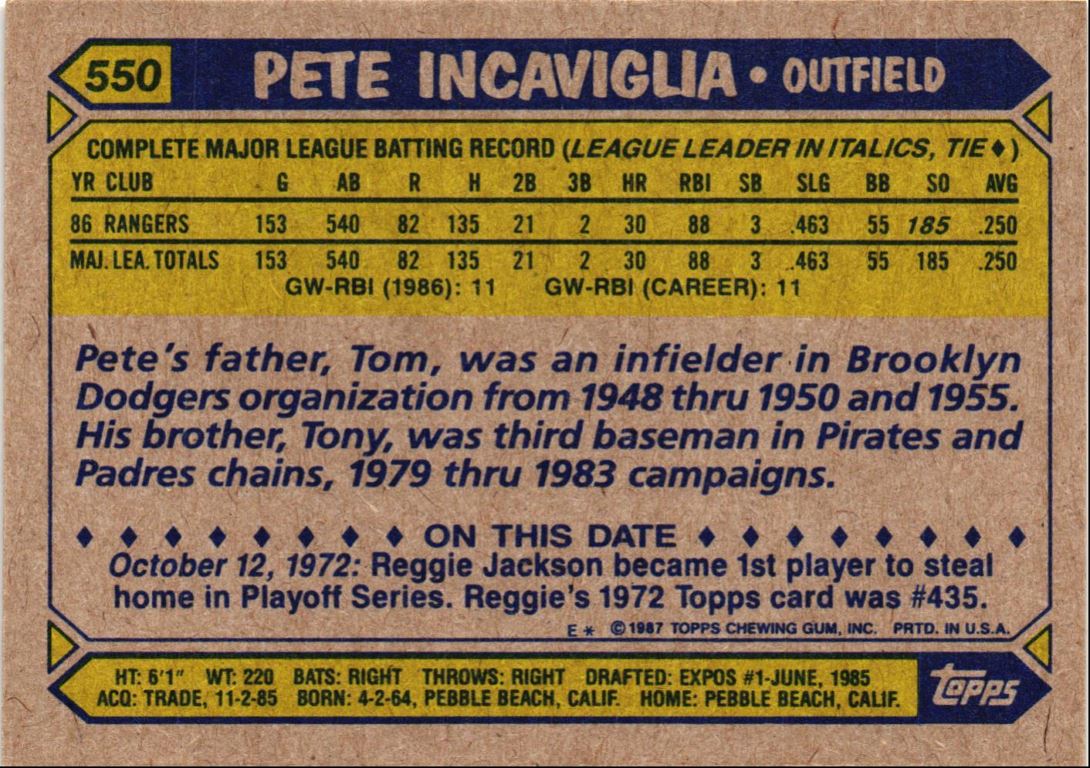 550 PETE INCAVIGLIA • OUTFIELD
COMPLETE MAJOR LEAGUE BATTING RECORD (LEAGUE LEADER IN ITALICS, TIE♦)
YR CLUB G AB R H 2B 3B HR RBI SB SLG BB SO AVG
86 RANGERS 153 540 82 135 21 2 30 88 3 .463 55 185 .250
MAJ. LEA. TOTALS 153 540 82 135 21 2 30 88 3 .463 55 185 .250
GW-RBI (1986): 11 GW-RBI (CAREER): 11
Pete's father, Tom, was an infielder in Brooklyn
Dodgers organization from 1948 thru 1950 and 1955.
His brother, Tony, was third baseman in Pirates and
Padres chains, 1979 thru 1983 campaigns.
♦ ♦ ♦ ♦ ♦ ♦ ♦ ♦ ON THIS DATE ♦ ♦ ♦ ♦ ♦ ♦ ♦ ♦
October 12, 1972: Reggie Jackson became 1st player to steal
home in Playoff Series. Reggie's 1972 Topps card was #435.
E * © 1987 TOPPS CHEWING GUM, INC. PRTD. IN U.S.A.
HT: 6'1" WT: 220 BATS: RIGHT THROWS: RIGHT DRAFTED: EXPOS #1-JUNE, 1985
ACQ: TRADE, 11-2-85 BORN: 4-2-64, PEBBLE BEACH, CALIF. HOME: PEBBLE BEACH, CALIF.
topps